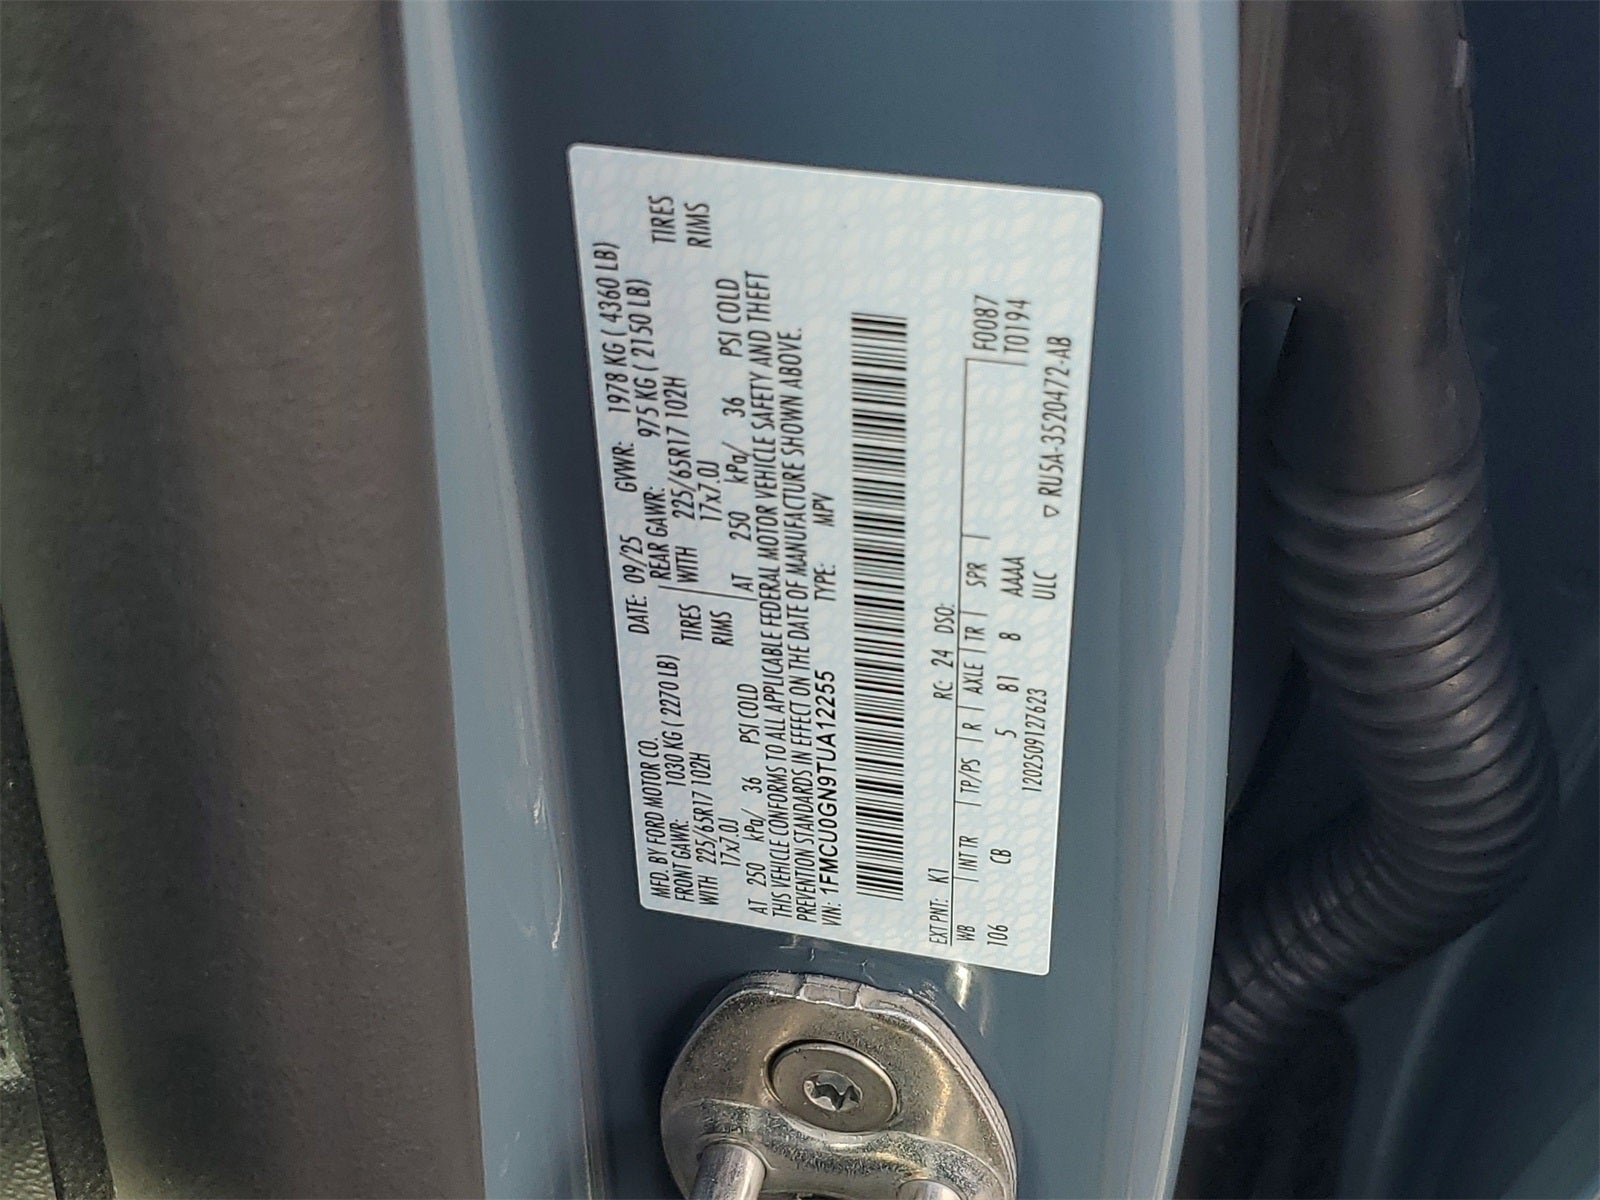 MFD. BY FORD MOTOR CO. DATE: 09/25 GVWR: 1978 KG ( 4360 LB)
FRONT GAWR: 1030 KG ( 2270 LB) REAR GAWR: 975 KG ( 2150 LB)
WITH 225/65R17 102H TIRES WITH 225/65R17 102H TIRES
17x7.0J RIMS 17x7.0J RIMS
AT 250 kPa/ 36 PSI COLD AT 250 kPa/ 36 PSI COLD
THIS VEHICLE CONFORMS TO ALL APPLICABLE FEDERAL MOTOR VEHICLE SAFETY AND THEFT
PREVENTION STANDARDS IN EFFECT ON THE DATE OF MANUFACTURE SHOWN ABOVE.
VIN: 1FMCU0GN9TUA12255 TYPE: MPV
EXT PNT: K1 RC: 24 DSO:
WB INT TR TP/PS R AXLE TR SPR F0087
106 CB 5 81 8 AAAA T0194
1202509127623 ULC ▽ RU5A-3520472-AB